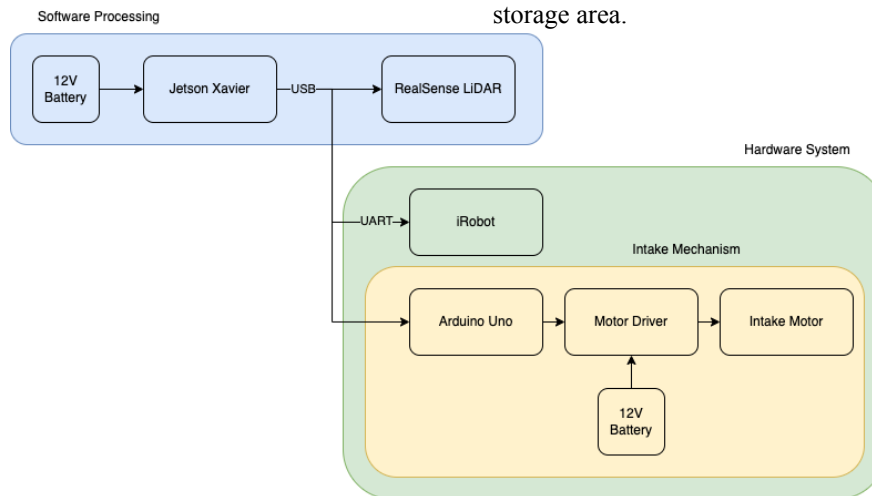 storage area.
Software Processing
12V
Battery
Jetson Xavier
USB
RealSense LiDAR
Hardware System
UART
iRobot
Intake Mechanism
Arduino Uno
Motor Driver
Intake Motor
12V
Battery